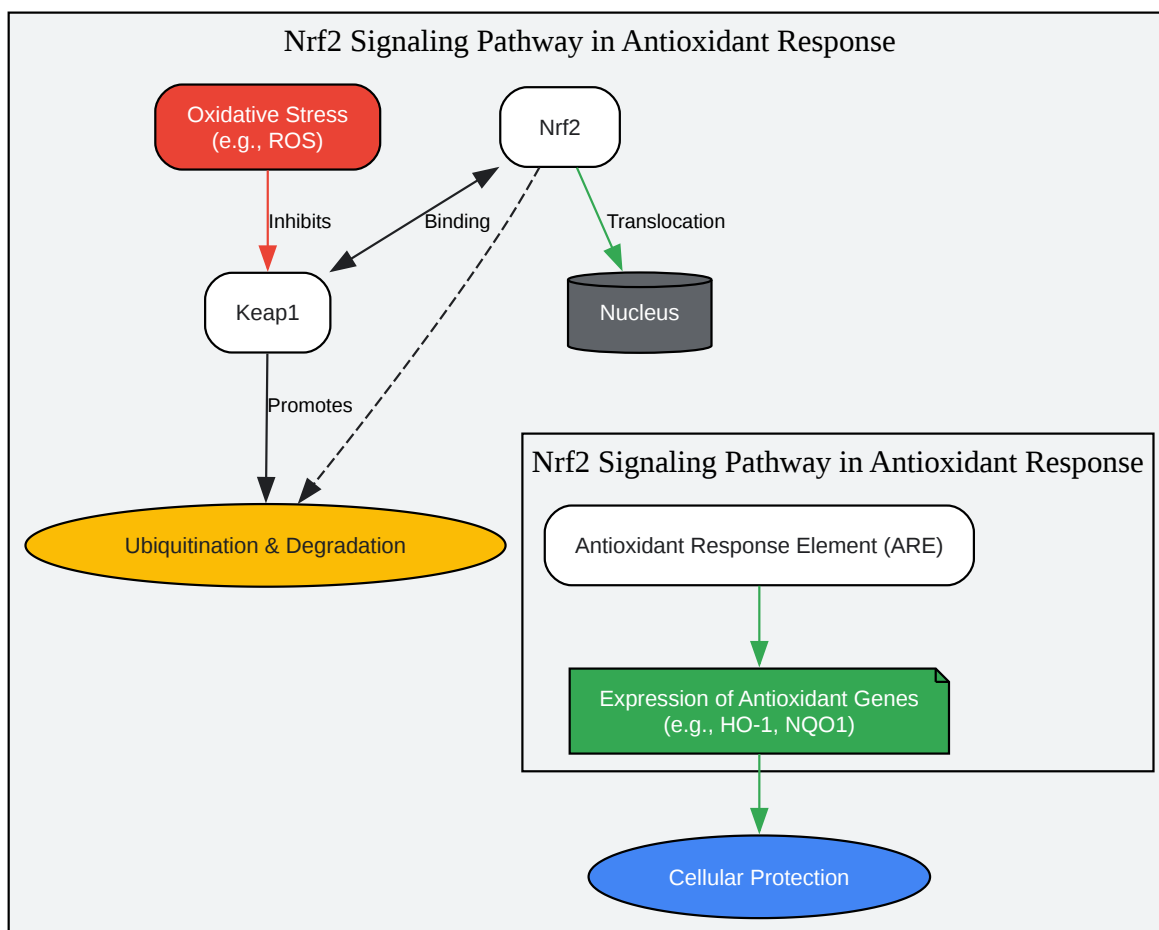 Nrf2 Signaling Pathway in Antioxidant Response
Oxidative Stress
(e.g., ROS)
Nrf2
Inhibits
Binding
Translocation
Keap1
Nucleus
Promotes
Nrf2 Signaling Pathway in Antioxidant Response
Ubiquitination & Degradation
Antioxidant Response Element (ARE)
Expression of Antioxidant Genes
(e.g., HO-1, NQO1)
Cellular Protection